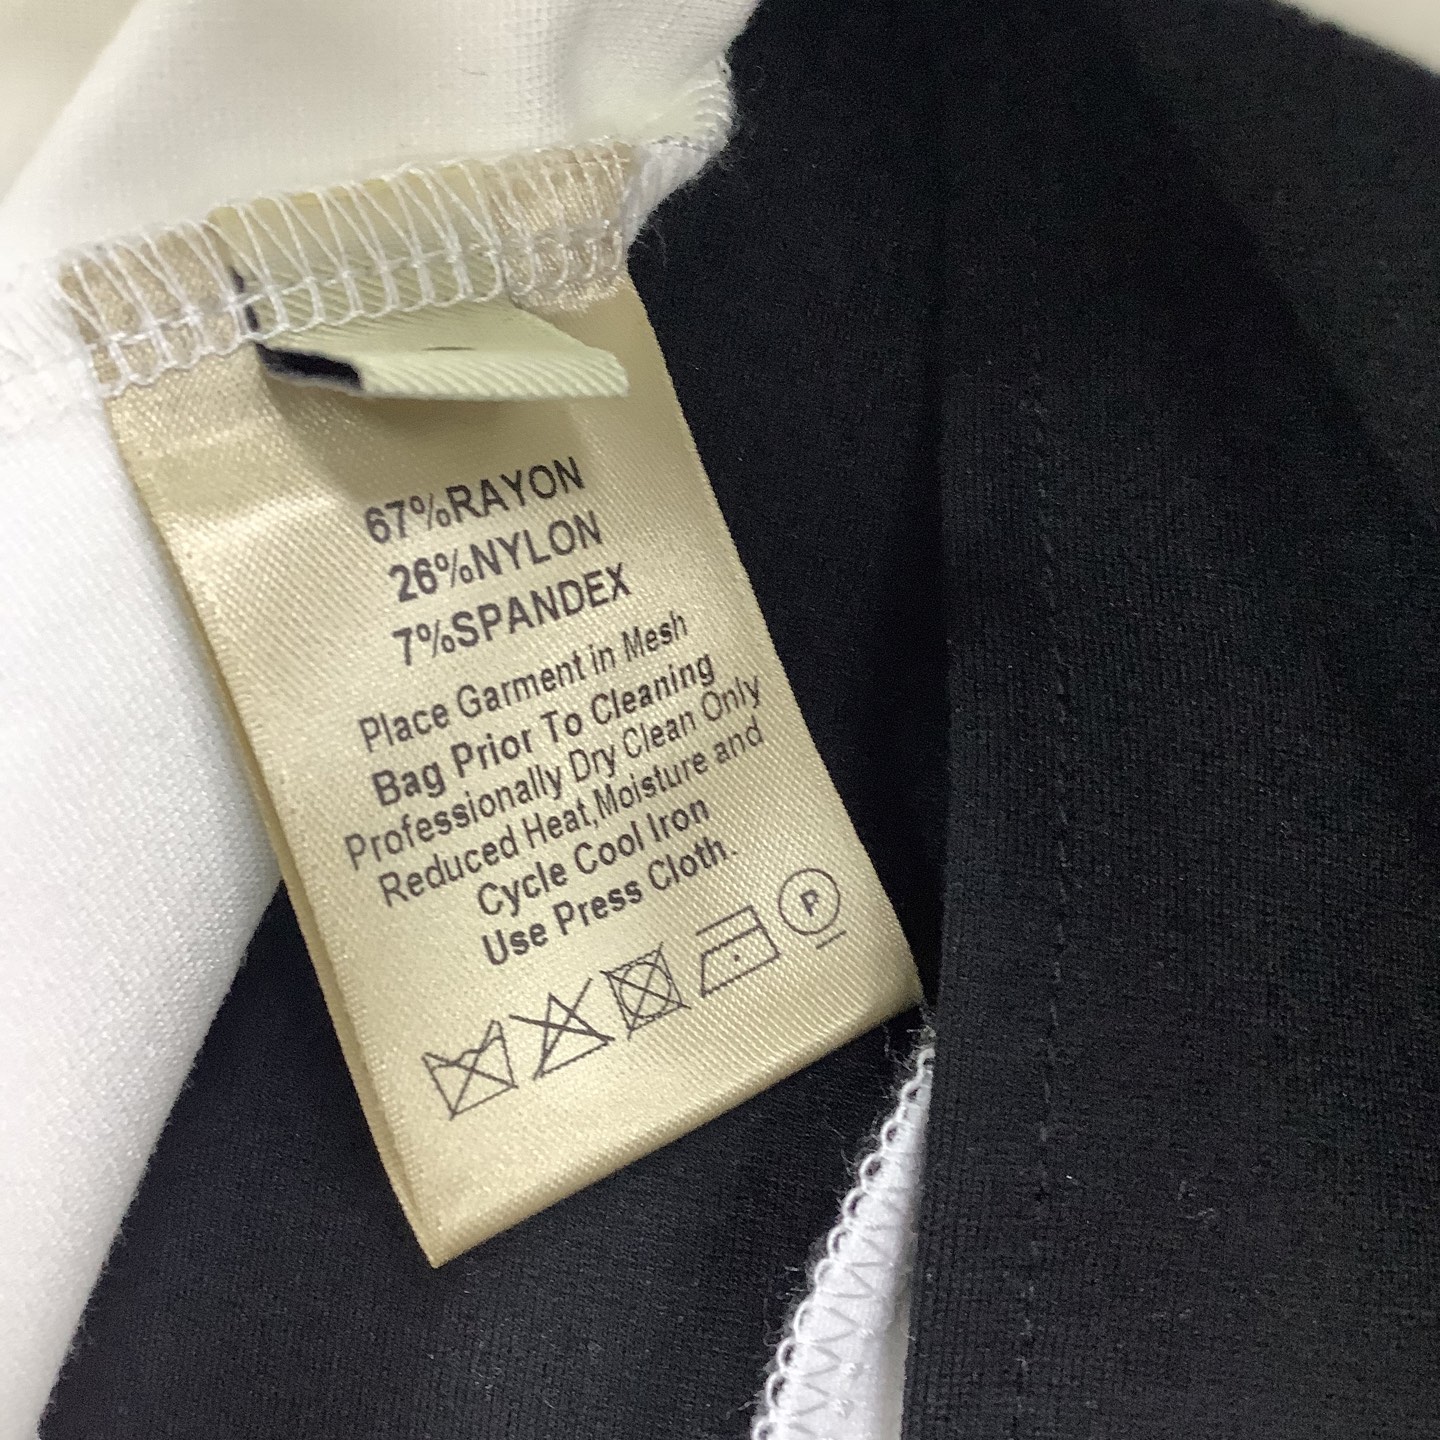 67%RAYON
26%NYLON
7%SPANDEX
Place Garment in Mesh
Bag Prior To Cleaning
Professionally Dry Clean Only
Reduced Heat,Moisture and
Cycle Cool Iron
Use Press Cloth.
P